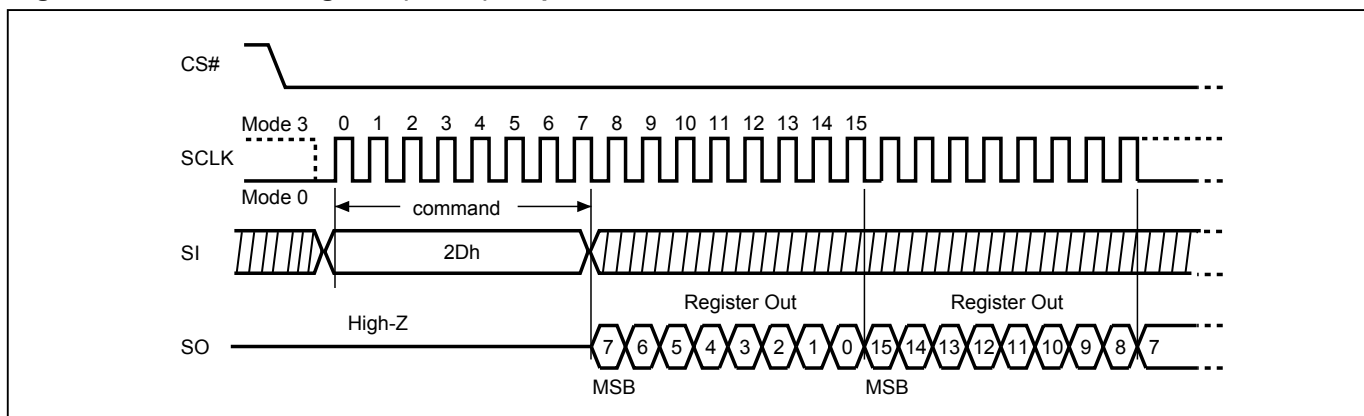 CS#
Mode 3 0 1 2 3 4 5 6 7 8 9 10 11 12 13 14 15
SCLK
Mode 0
command
SI 2Dh
Register Out Register Out
High-Z
SO 7 6 5 4 3 2 1 0 15 14 13 12 11 10 9 8 7
MSB MSB